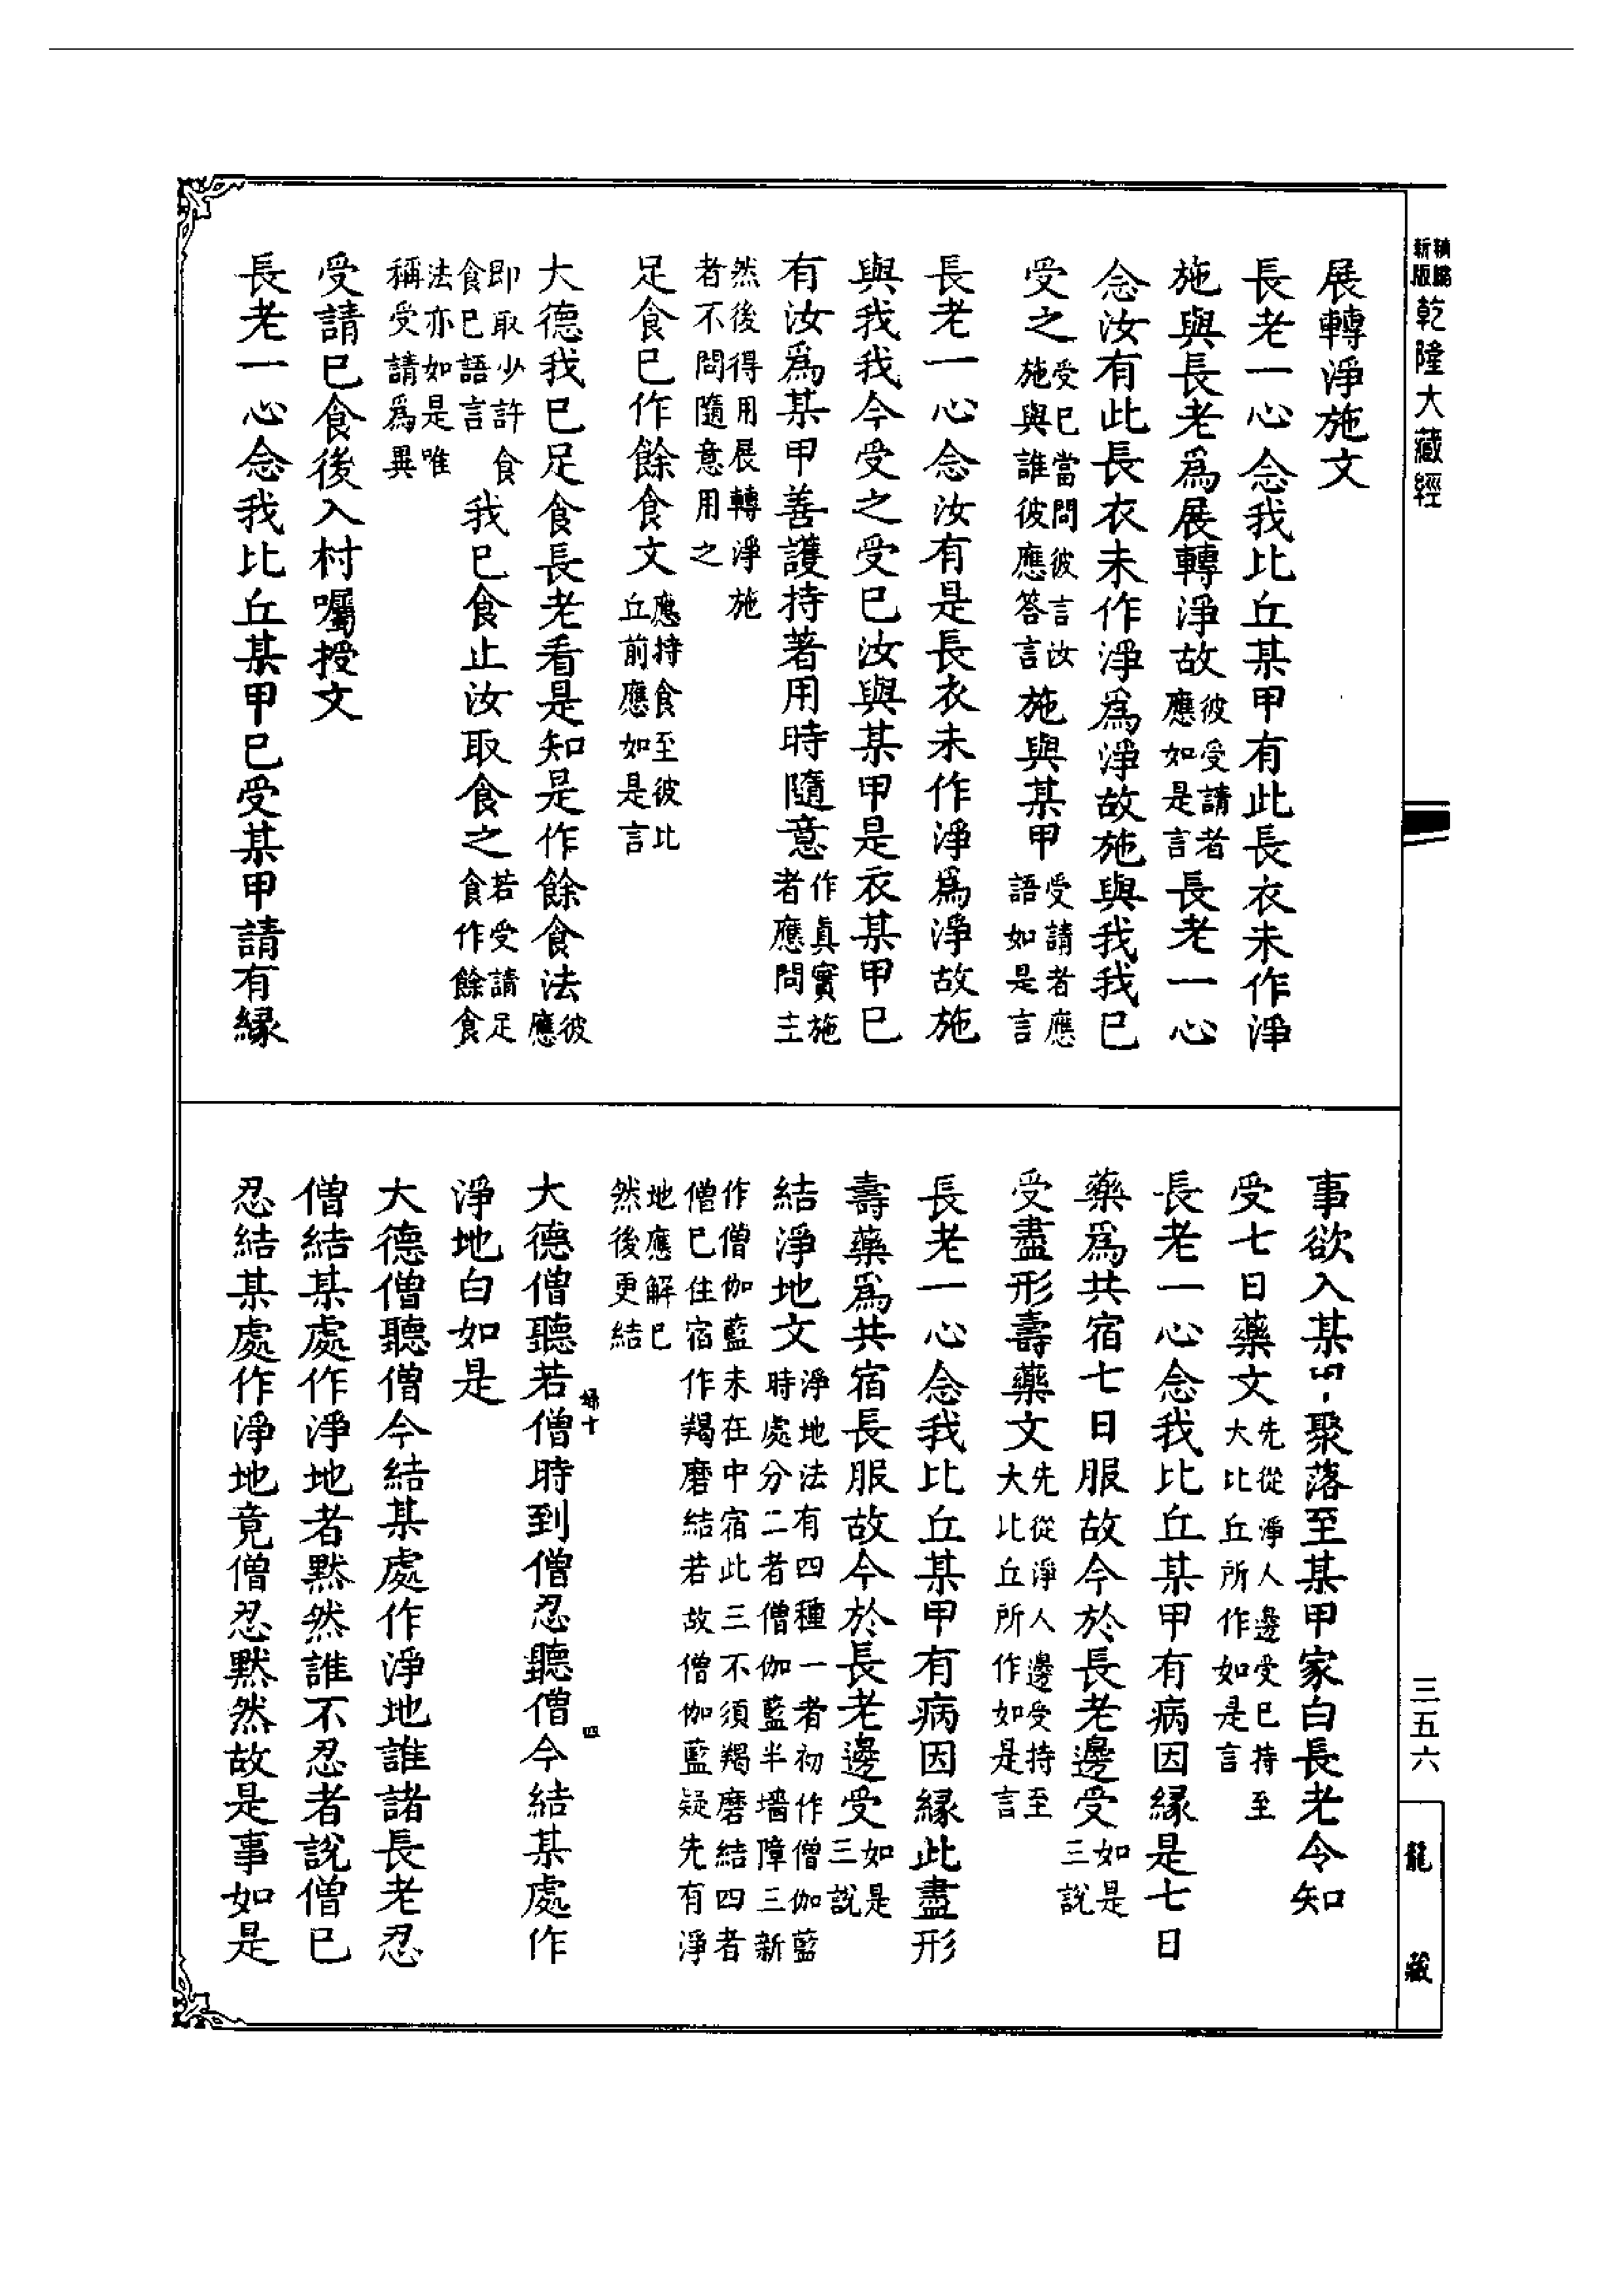 新編
縮版
乾隆大藏經
展轉淨施文
長老一心念我比丘某甲有此長衣未作淨
施與長老爲展轉淨故彼受請者應如是言長老一心
念汝有此長衣未作淨爲淨故施與我我已
受之受已當問彼言汝施與誰彼應答言施與某甲受請者應語如是言
長老一心念汝有是長衣未作淨爲淨故施
與我我今受之受已汝與某甲是衣某甲已
有汝爲某甲善護持著用時隨意作眞實施者應問主
然後得用展轉淨施者不問隨意用之
足食已作餘食文應持食至彼比丘前應如是言
大德我已足食長老看是知是作餘食法彼應
即取少許食食已語言我已食止汝取食之若受請足食作餘食
法亦如是唯稱受請爲異
受請已食後入村囑授文
長老一心念我比丘某甲已受某甲請有緣
事欲入某甲聚落至某甲家白長老令知
受七日藥文先從淨人邊受已持至大比丘所作如是言
長老一心念我比丘某甲有病因緣是七日
藥爲共宿七日服故今於長老邊受如是三說
受盡形壽藥文先從淨人邊受持至大比丘所作如是言
長老一心念我比丘某甲有病因緣此盡形
壽藥爲共宿長服故今於長老邊受如是三說
結淨地文淨地法有四種一者初作僧伽藍時處分二者僧伽藍半墻障三新
作僧伽藍未在中宿此三不須羯磨結四者僧已住宿作羯磨結若故僧伽藍疑先有淨
地應解已然後更結
大德僧聽若僧時到僧忍聽僧今結某處作
淨地白如是
大德僧聽僧今結某處作淨地誰諸長老忍
僧結某處作淨地者默然誰不忍者說僧已
忍結某處作淨地竟僧忍默然故是事如是
三五六
龍藏